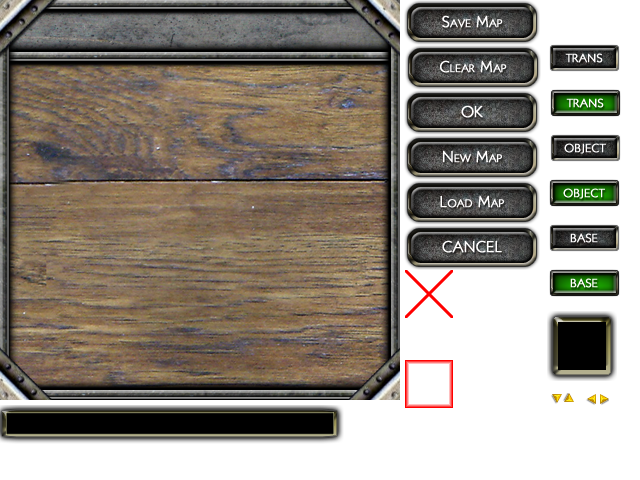 SAVE MAP
CLEAR MAP
OK
NEW MAP
LOAD MAP
CANCEL
TRANS
TRANS
OBJECT
OBJECT
BASE
BASE